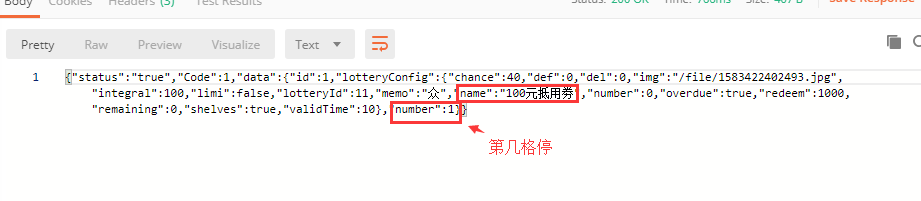 Body Cookies Headers (3) Test Results Status: 200 OK Time: 700ms Size: 407 B Save Response
Pretty Raw Preview Visualize Text
1 {"status":"true","Code":1,"data":{"id":1,"lotteryConfig":{"chance":40,"def":0,"del":0,"img":"/file/1583422402493.jpg",
"integral":100,"limi":false,"lotteryId":11,"memo":"众","name":"100元抵用券","number":0,"overdue":true,"redeem":1000,
"remaining":0,"shelves":true,"validTime":10},"number":1}}
第几格停